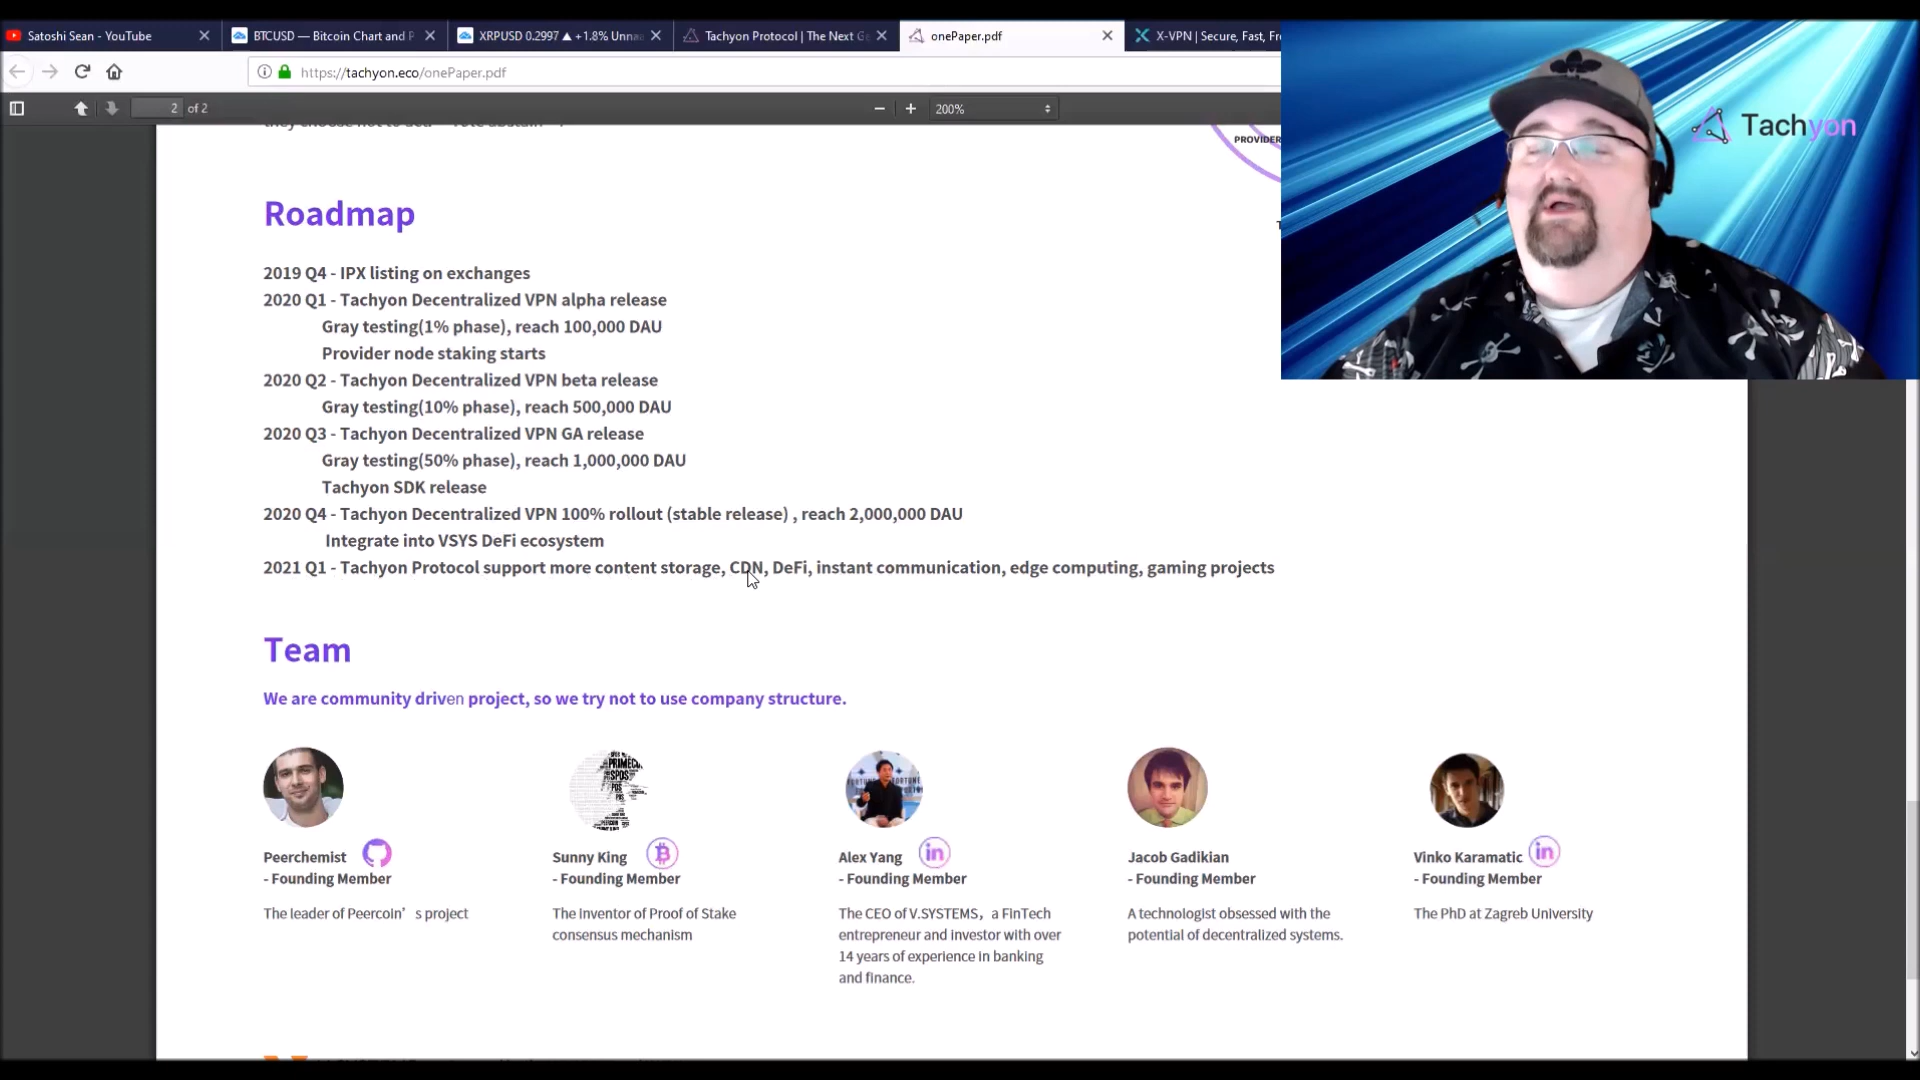 Satoshi Sean - YouTube
BTCUSD — Bitcoin Chart and P
XRPUSD 0.2997 ▲ +1.8% Unna
Tachyon Protocol | The Next G
onePaper.pdf
X-VPN | Secure, Fast, Fr
https://tachyon.eco/onePaper.pdf
2 of 2
200%
Tachyon
PROVIDER
Roadmap
2019 Q4 - IPX listing on exchanges
2020 Q1 - Tachyon Decentralized VPN alpha release
Gray testing(1% phase), reach 100,000 DAU
Provider node staking starts
2020 Q2 - Tachyon Decentralized VPN beta release
Gray testing(10% phase), reach 500,000 DAU
2020 Q3 - Tachyon Decentralized VPN GA release
Gray testing(50% phase), reach 1,000,000 DAU
Tachyon SDK release
2020 Q4 - Tachyon Decentralized VPN 100% rollout (stable release) , reach 2,000,000 DAU
Integrate into VSYS DeFi ecosystem
2021 Q1 - Tachyon Protocol support more content storage, CDN, DeFi, instant communication, edge computing, gaming projects
Team
We are community driven project, so we try not to use company structure.
Peerchemist
- Founding Member
The leader of Peercoin’ s project
Sunny King
- Founding Member
The Inventor of Proof of Stake
consensus mechanism
Alex Yang
- Founding Member
The CEO of V.SYSTEMS，a FinTech
entrepreneur and investor with over
14 years of experience in banking
and finance.
Jacob Gadikian
- Founding Member
A technologist obsessed with the
potential of decentralized systems.
Vinko Karamatic
- Founding Member
The PhD at Zagreb University